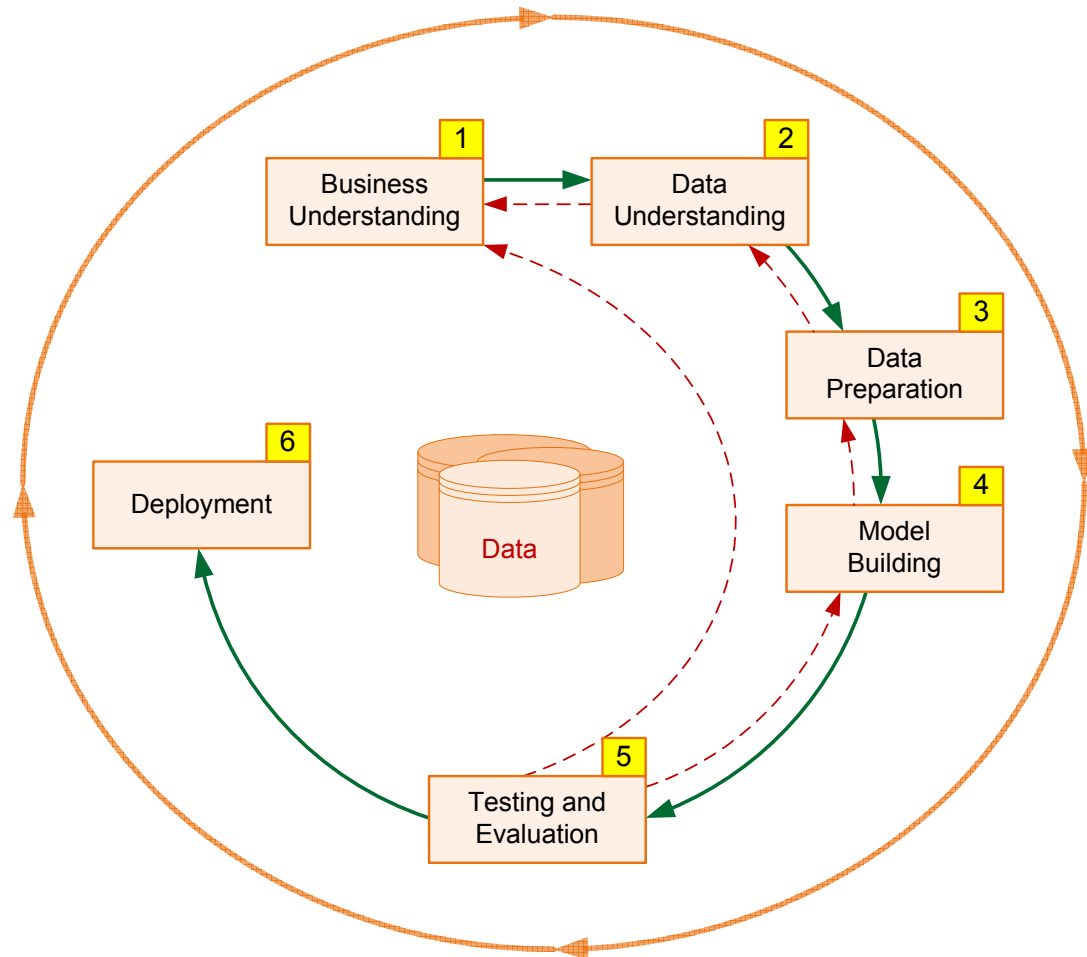 1
Business
Understanding
2
Data
Understanding
3
Data
Preparation
4
Model
Building
5
Testing and
Evaluation
6
Deployment
Data